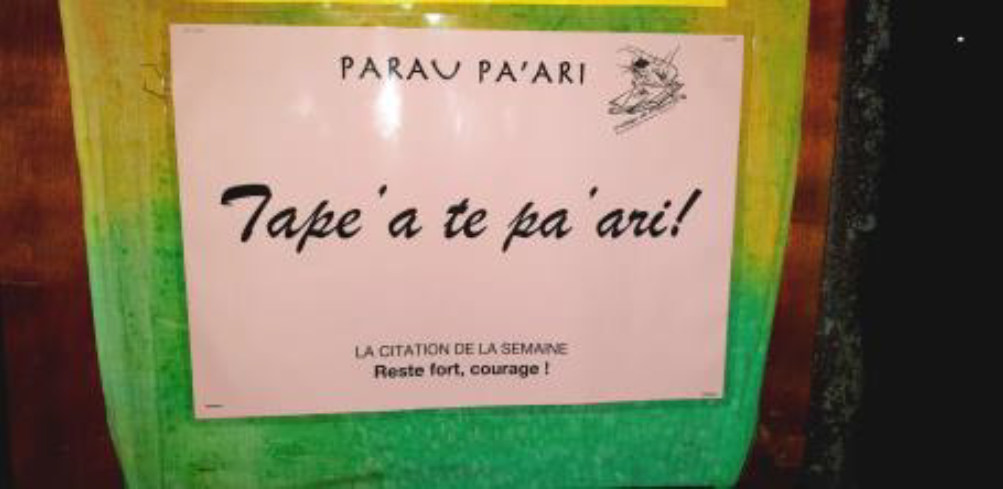 PARAU PA'ARI
Tape'a te pa'ari!
LA CITATION DE LA SEMAINE
Reste fort, courage !